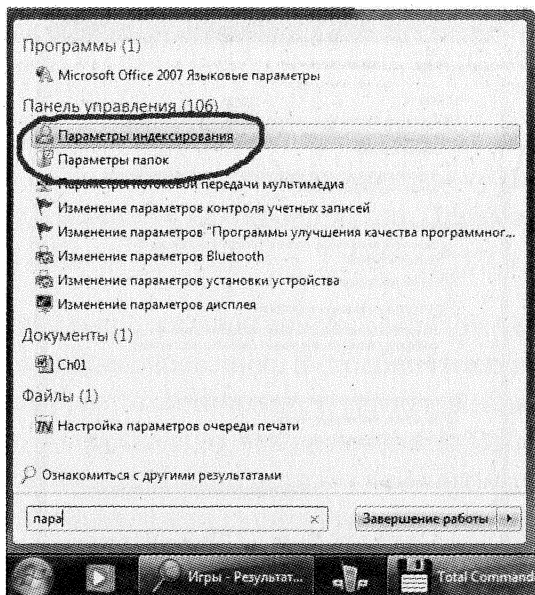 Программы (1)
Microsoft Office 2007 Языковые параметры
Панель управления (106)
Параметры индексирования
Параметры папок
Параметры потоковой передачи мультимедиа
Изменение параметров контроля учетных записей
Изменение параметров "Программы улучшения качества программног...
Изменение параметров Bluetooth
Изменение параметров установки устройства
Изменение параметров дисплея
Документы (1)
Ch01
Файлы (1)
Настройка параметров очереди печати
Ознакомиться с другими результатами
пара
Завершение работы
Игры - Результат...
Total Command